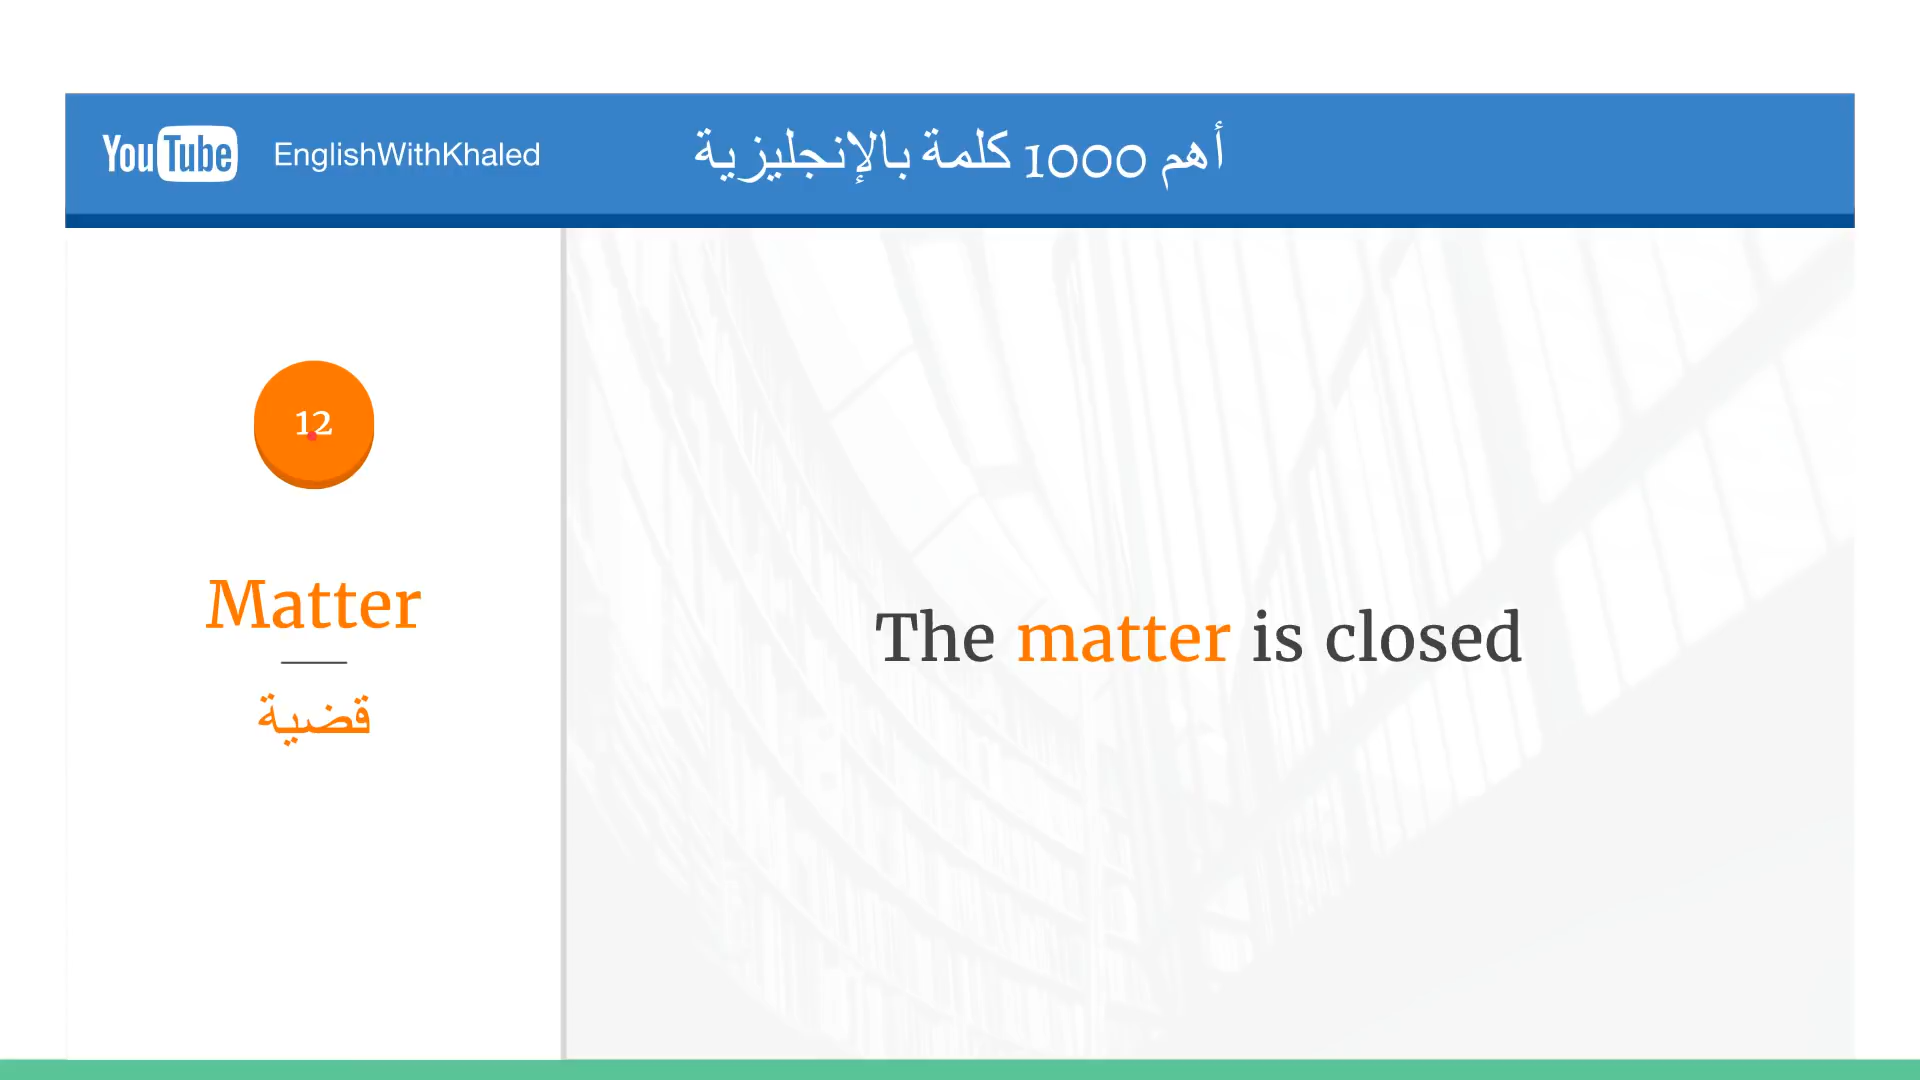 YouTube EnglishWithKhaled
أهم 1000 كلمة بالإنجليزية
12
Matter
قضية
The matter is closed